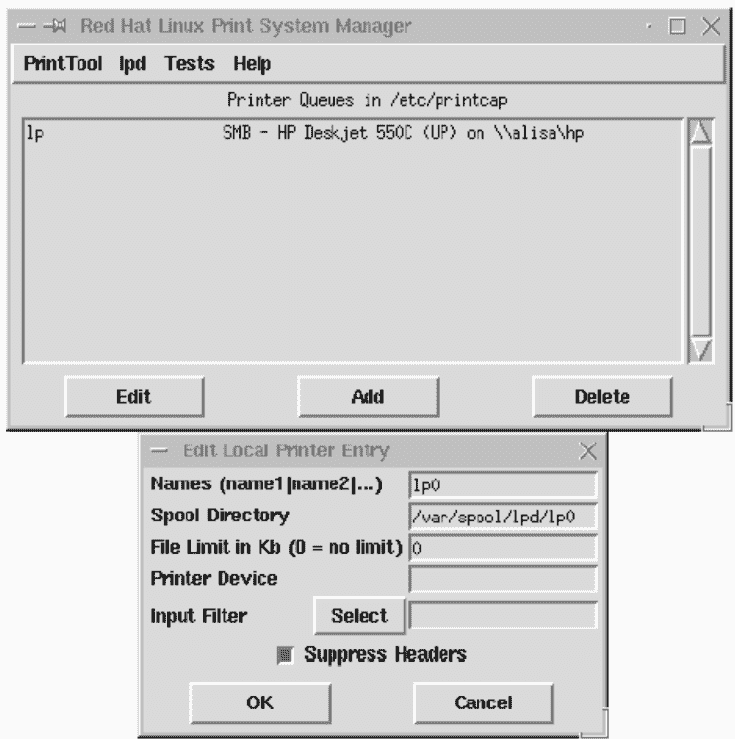 Red Hat Linux Print System Manager
PrintTool lpd Tests Help
Printer Queues in /etc/printcap
lp SMB - HP Deskjet 550C (UP) on \\alisa\hp
Edit Add Delete
Edit Local Printer Entry
Names (name1|name2|...) lp0
Spool Directory /var/spool/lpd/lp0
File Limit in Kb (0 = no limit) 0
Printer Device
Input Filter Select
Suppress Headers
OK Cancel